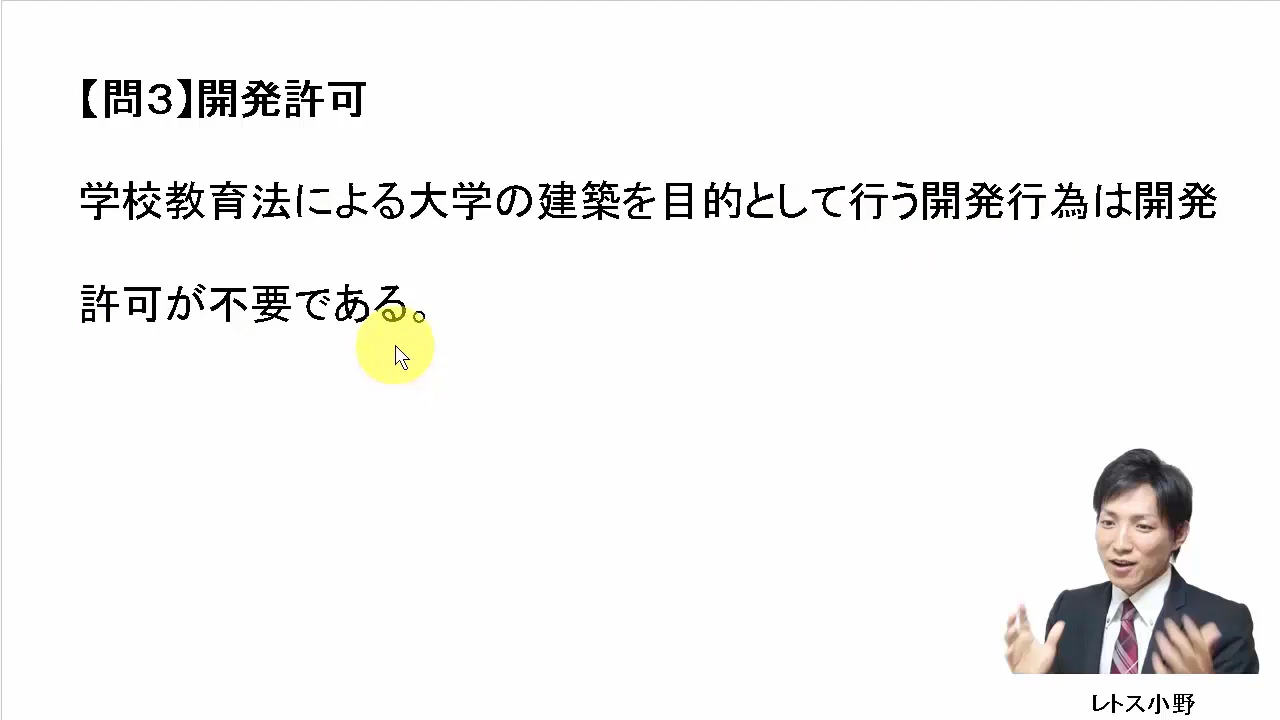 【問３】開発許可
学校教育法による大学の建築を目的として行う開発行為は開発
許可が不要である。
レトス小野